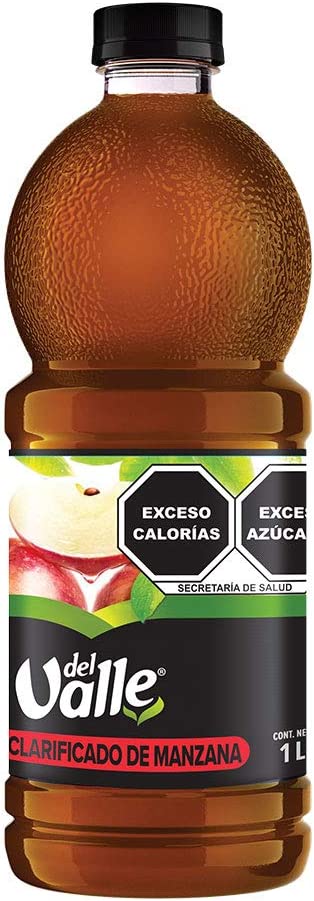 EXCESO
CALORÍAS
EXCES
AZÚCA
SECRETARÍA DE SALUD
del
Valle®
CLARIFICADO DE MANZANA
CONT. NE
1 L